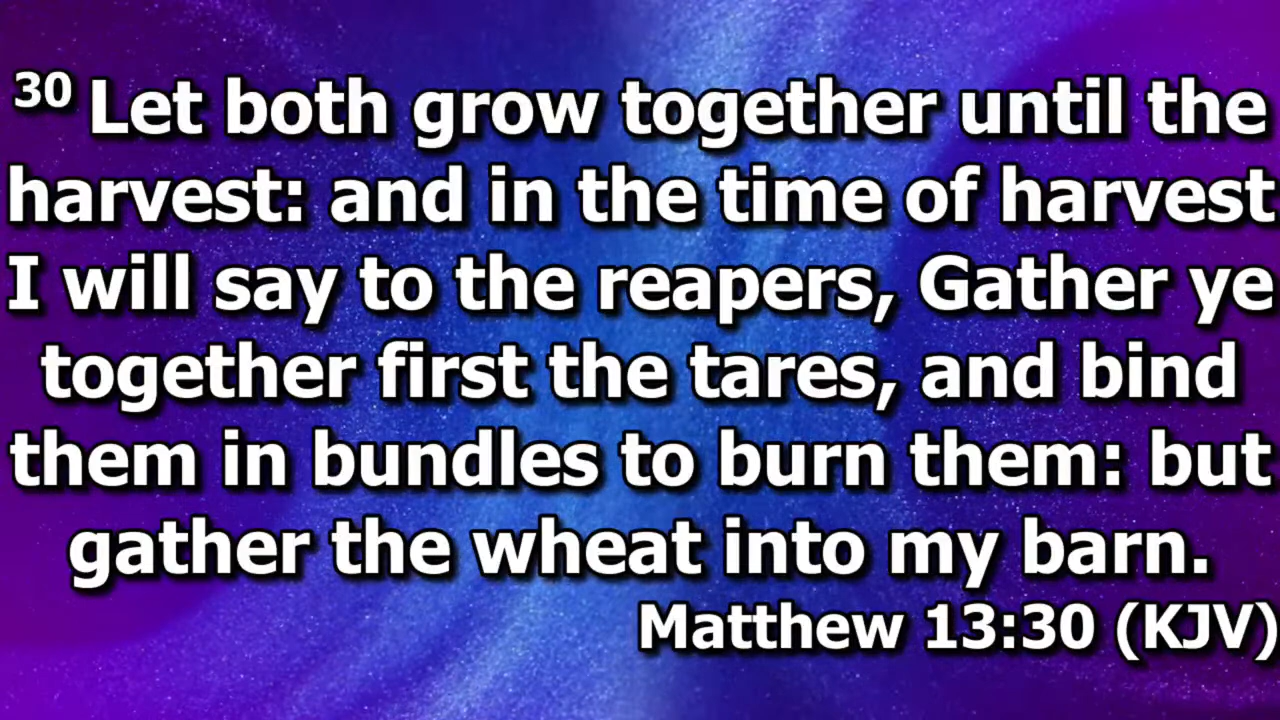 30 Let both grow together until the
harvest: and in the time of harvest
I will say to the reapers, Gather ye
together first the tares, and bind
them in bundles to burn them: but
gather the wheat into my barn.
Matthew 13:30 (KJV)